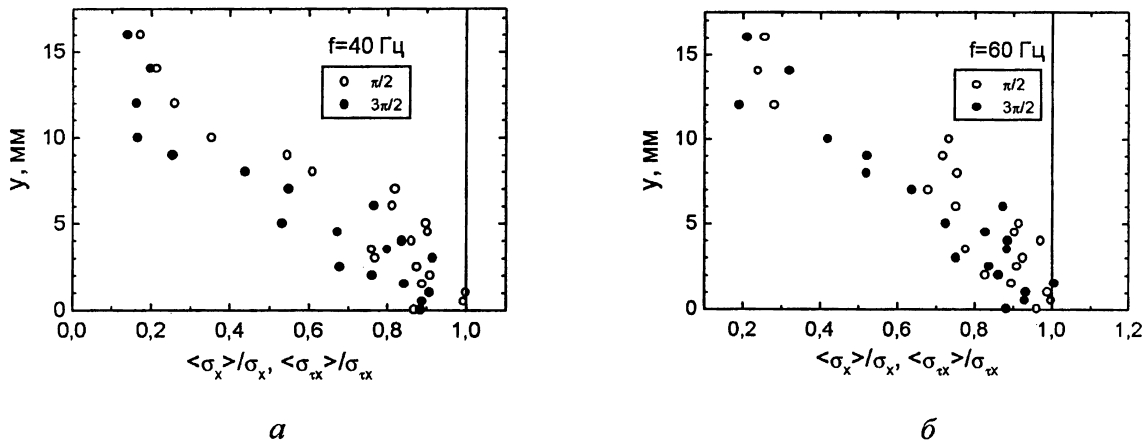 f=40 Гц
π/2
3π/2
y, мм
15
10
5
0
0,0 0,2 0,4 0,6 0,8 1,0
<σx>/σx, <στx>/στx
а
f=60 Гц
π/2
3π/2
y, мм
15
10
5
0
0,2 0,4 0,6 0,8 1,0 1,2
<σx>/σx, <στx>/στx
б